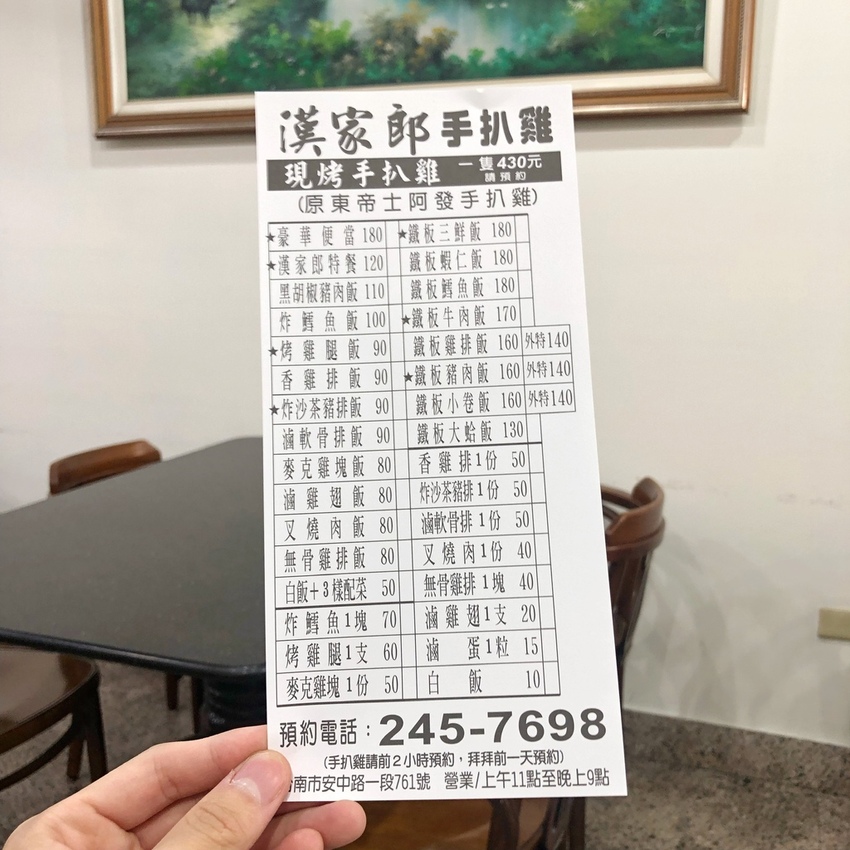 漢家郎手扒雞
現烤手扒雞 一隻430元 請預約
(原東帝士阿發手扒雞)
★豪華便當 180
★漢家郎特餐 120
黑胡椒豬肉飯 110
炸鱈魚飯 100
★烤雞腿飯 90
香雞排飯 90
★炸沙茶豬排飯 90
滷軟骨排飯 90
麥克雞塊飯 80
滷雞翅飯 80
叉燒肉飯 80
無骨雞排飯 80
白飯+3樣配菜 50
炸鱈魚1塊 70
烤雞腿1支 60
麥克雞塊1份 50
★鐵板三鮮飯 180
鐵板蝦仁飯 180
鐵板鱈魚飯 180
★鐵板牛肉飯 170
鐵板雞排飯 160 外特140
★鐵板豬肉飯 160 外特140
鐵板小卷飯 160 外特140
鐵板大蛤飯 130
香雞排1份 50
炸沙茶豬排1份 50
滷軟骨排1份 50
叉燒肉1份 40
無骨雞排1塊 40
滷雞翅1支 20
滷蛋1粒 15
白飯 10
預約電話:245-7698
(手扒雞請前2小時預約,拜拜前一天預約)
台南市安中路一段761號 營業/上午11點至晚上9點